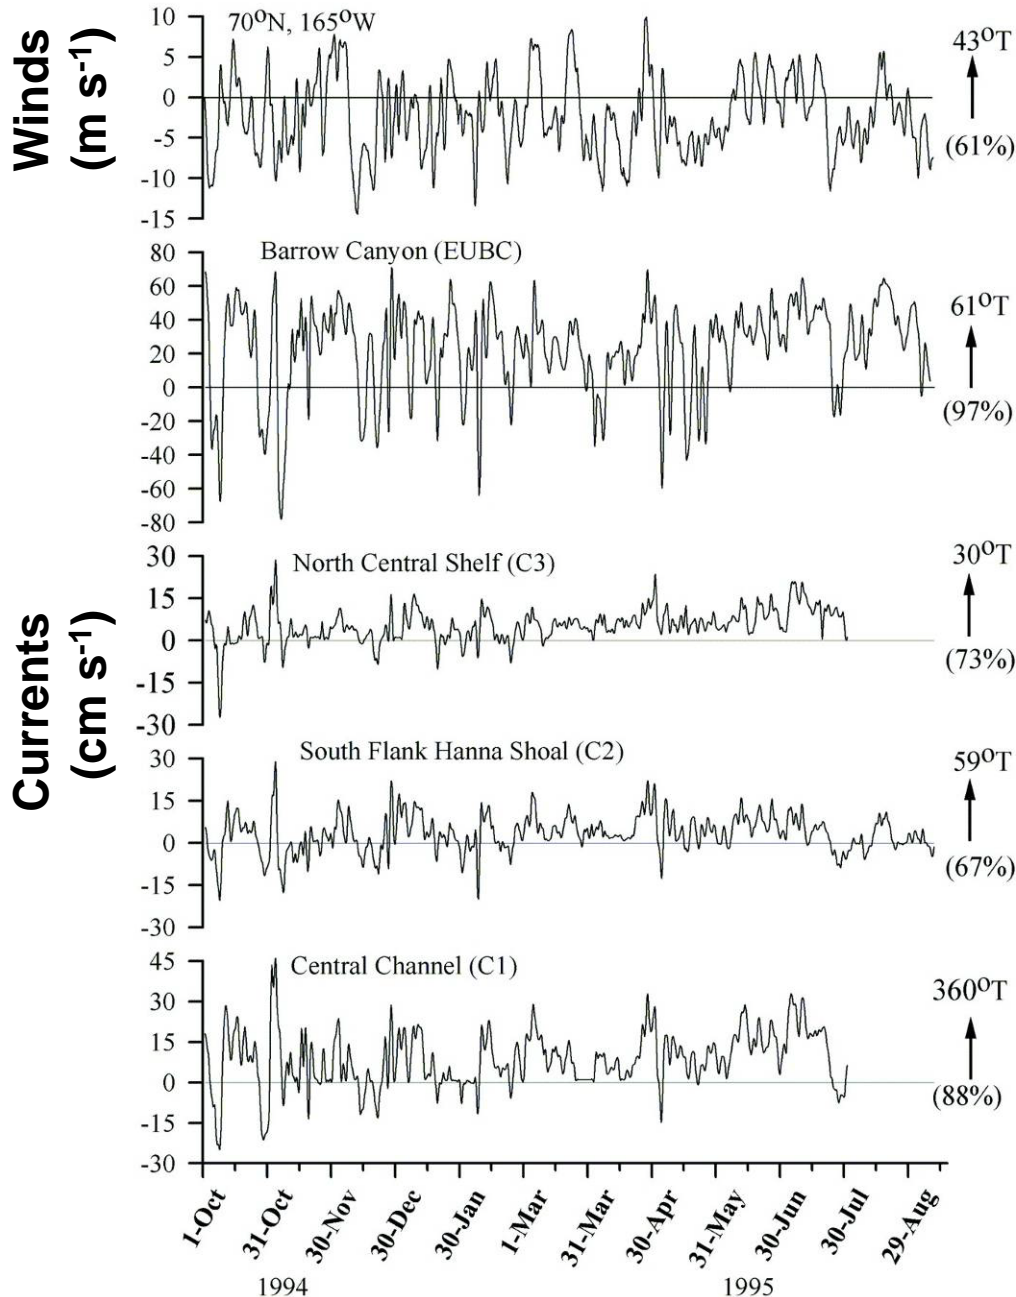 Winds
(m s-1)
70ºN, 165ºW
10
5
0
-5
-10
-15
43ºT
(61%)
Barrow Canyon (EUBC)
80
60
40
20
0
-20
-40
-60
-80
61ºT
(97%)
Currents
(cm s-1)
North Central Shelf (C3)
30
15
0
-15
-30
30ºT
(73%)
South Flank Hanna Shoal (C2)
30
15
0
-15
-30
59ºT
(67%)
Central Channel (C1)
45
30
15
0
-15
-30
360ºT
(88%)
1-Oct
31-Oct
30-Nov
30-Dec
30-Jan
1-Mar
31-Mar
30-Apr
31-May
30-Jun
30-Jul
29-Aug
1994
1995